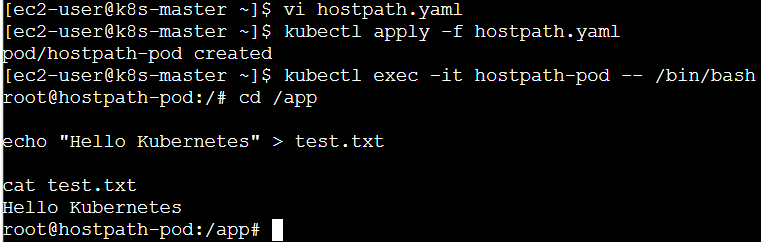 [ec2-user@k8s-master ~]$ vi hostpath.yaml
[ec2-user@k8s-master ~]$ kubectl apply -f hostpath.yaml
pod/hostpath-pod created
[ec2-user@k8s-master ~]$ kubectl exec -it hostpath-pod -- /bin/bash
root@hostpath-pod:/# cd /app
echo "Hello Kubernetes" > test.txt
cat test.txt
Hello Kubernetes
root@hostpath-pod:/app#